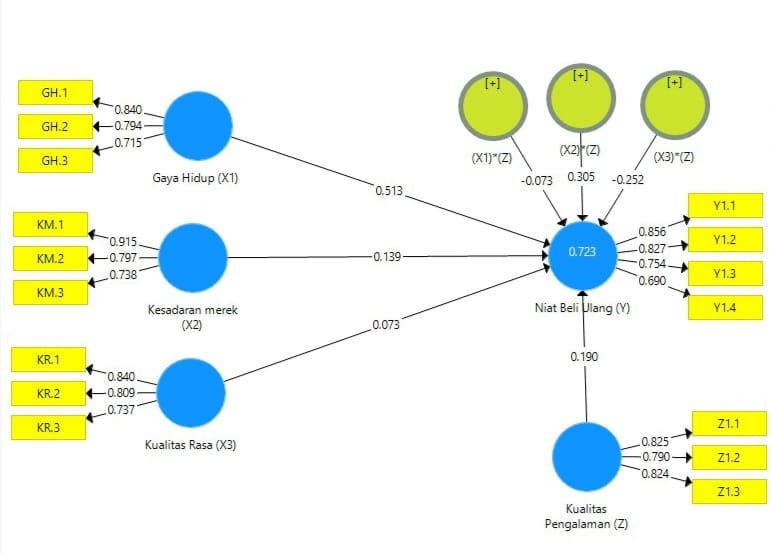 GH.1
GH.2
GH.3
0.840
0.794
0.715
Gaya Hidup (X1)
0.513
[+]
[+]
[+]
(X1)*(Z)
(X2)*(Z)
(X3)*(Z)
-0.073
0.305
-0.252
KM.1
KM.2
KM.3
0.915
0.797
0.738
Kesadaran merek
(X2)
0.139
0.723
Niat Beli Ulang (Y)
0.856
0.827
0.754
0.690
Y1.1
Y1.2
Y1.3
Y1.4
KR.1
KR.2
KR.3
0.840
0.809
0.737
Kualitas Rasa (X3)
0.073
0.190
Kualitas
Pengalaman (Z)
0.825
0.790
0.824
Z1.1
Z1.2
Z1.3